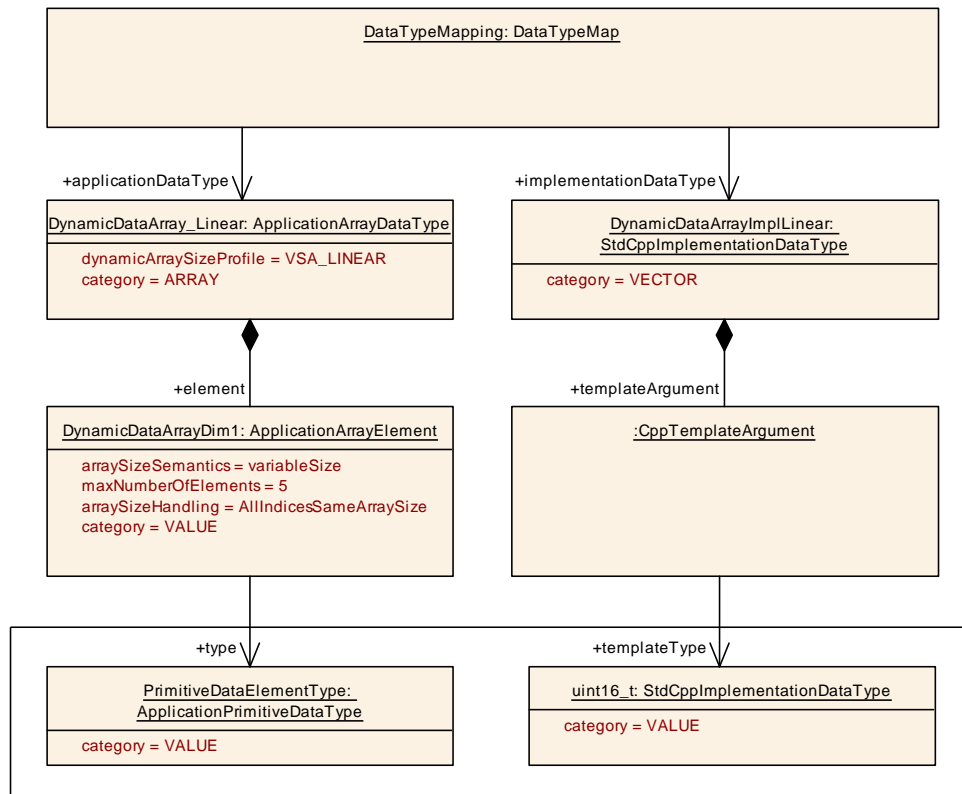 DataTypeMapping: DataTypeMap
+applicationDataType
+implementationDataType
DynamicDataArray_Linear: ApplicationArrayDataType
dynamicArraySizeProfile = VSA_LINEAR
category = ARRAY
DynamicDataArrayImplLinear:
StdCppImplementationDataType
category = VECTOR
+element
+templateArgument
DynamicDataArrayDim1: ApplicationArrayElement
arraySizeSemantics = variableSize
maxNumberOfElements = 5
arraySizeHandling = AllIndicesSameArraySize
category = VALUE
:CppTemplateArgument
+type
+templateType
PrimitiveDataElementType:
ApplicationPrimitiveDataType
category = VALUE
uint16_t: StdCppImplementationDataType
category = VALUE